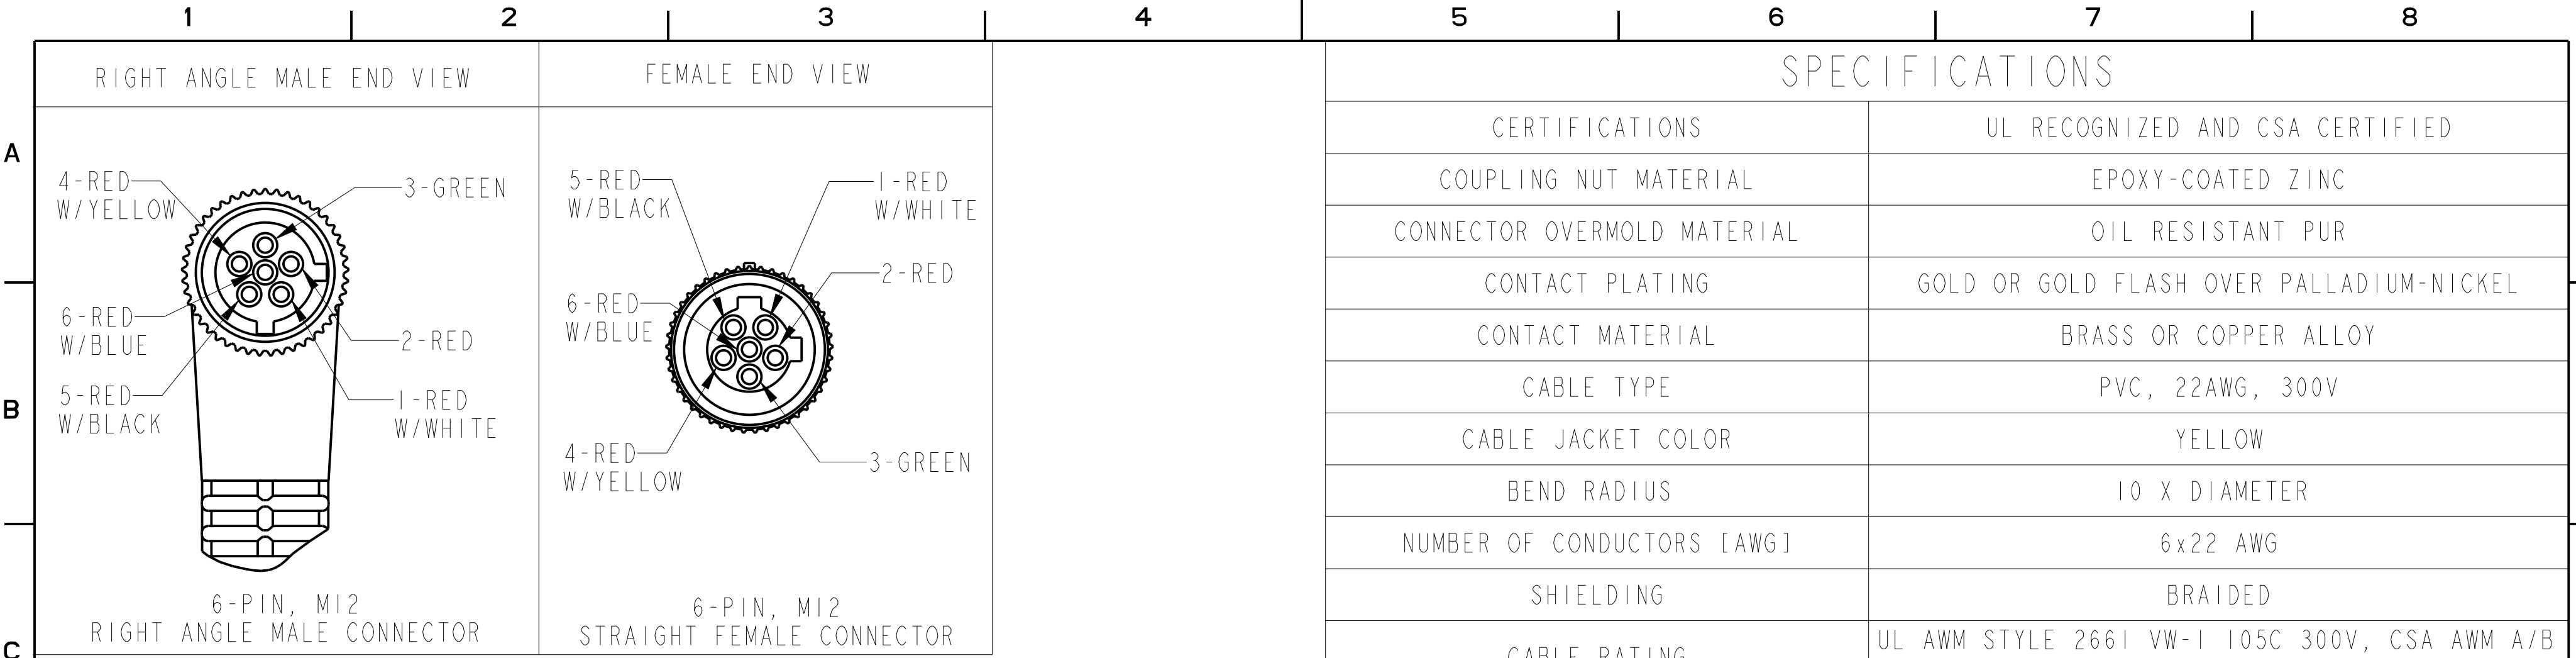 1 2 3 4 5 6 7 8
A
B
C
RIGHT ANGLE MALE END VIEW
4-RED
W/YELLOW
3-GREEN
6-RED
W/BLUE
2-RED
5-RED
W/BLACK
1-RED
W/WHITE
6-PIN, M12
RIGHT ANGLE MALE CONNECTOR
FEMALE END VIEW
5-RED
W/BLACK
1-RED
W/WHITE
2-RED
6-RED
W/BLUE
4-RED
W/YELLOW
3-GREEN
6-PIN, M12
STRAIGHT FEMALE CONNECTOR
SPECIFICATIONS
CERTIFICATIONS UL RECOGNIZED AND CSA CERTIFIED
COUPLING NUT MATERIAL EPOXY-COATED ZINC
CONNECTOR OVERMOLD MATERIAL OIL RESISTANT PUR
CONTACT PLATING GOLD OR GOLD FLASH OVER PALLADIUM-NICKEL
CONTACT MATERIAL BRASS OR COPPER ALLOY
CABLE TYPE PVC, 22AWG, 300V
CABLE JACKET COLOR YELLOW
BEND RADIUS 10 X DIAMETER
NUMBER OF CONDUCTORS [AWG] 6x22 AWG
SHIELDING BRAIDED
CABLE RATING UL AWM STYLE 2661 VW-1 105C 300V, CSA AWM A/B